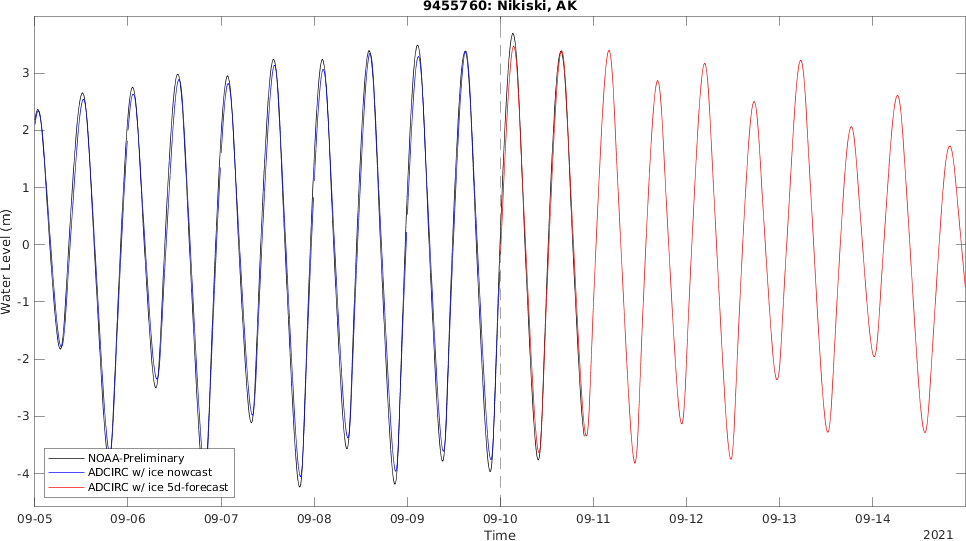 9455760: Nikiski, AK
Water Level (m)
3
2
1
0
-1
-2
-3
-4
NOAA-Preliminary
ADCIRC w/ ice nowcast
ADCIRC w/ ice 5d-forecast
09-05 09-06 09-07 09-08 09-09 09-10 09-11 09-12 09-13 09-14
Time
2021